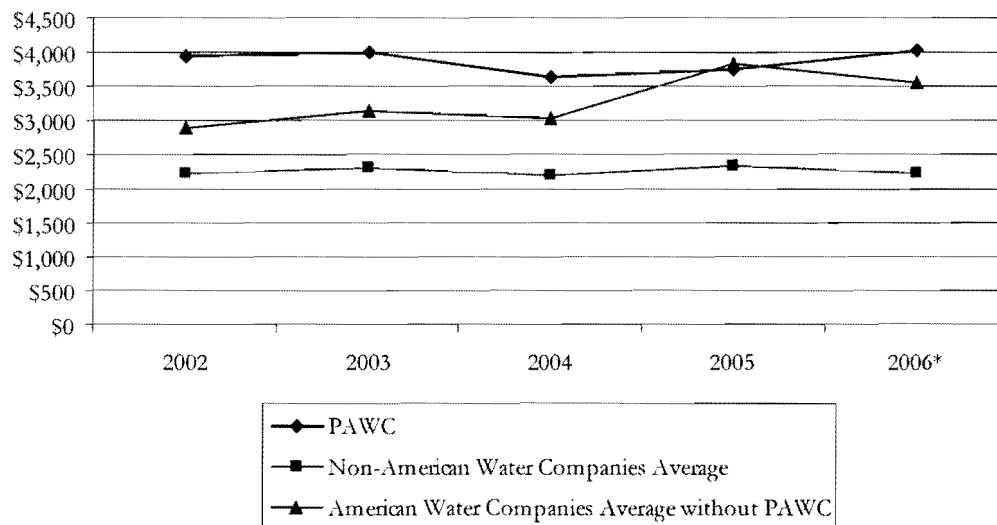 $4,500
$4,000
$3,500
$3,000
$2,500
$2,000
$1,500
$1,000
$500
$0
2002 2003 2004 2005 2006*
PAWC
Non-American Water Companies Average
American Water Companies Average without PAWC